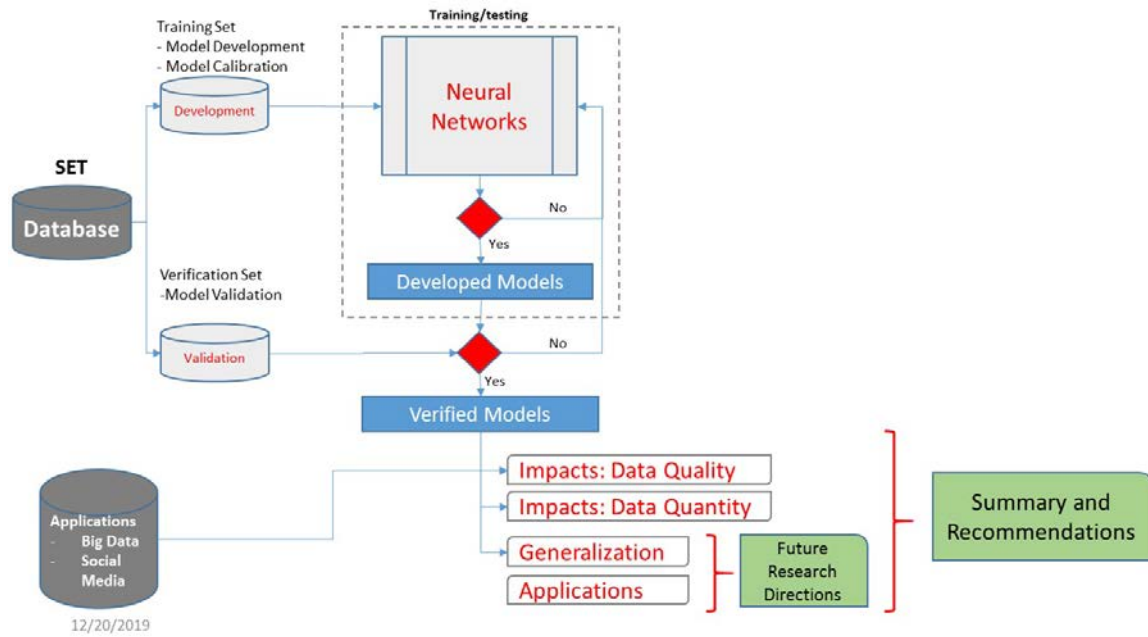 Training/testing
Training Set
- Model Development
- Model Calibration
Development
Neural
Networks
SET
Database
No
Yes
Developed Models
Verification Set
-Model Validation
Validation
No
Yes
Verified Models
Impacts: Data Quality
Impacts: Data Quantity
Generalization
Applications
Future
Research
Directions
Summary and
Recommendations
Applications
- Big Data
- Social
Media
12/20/2019